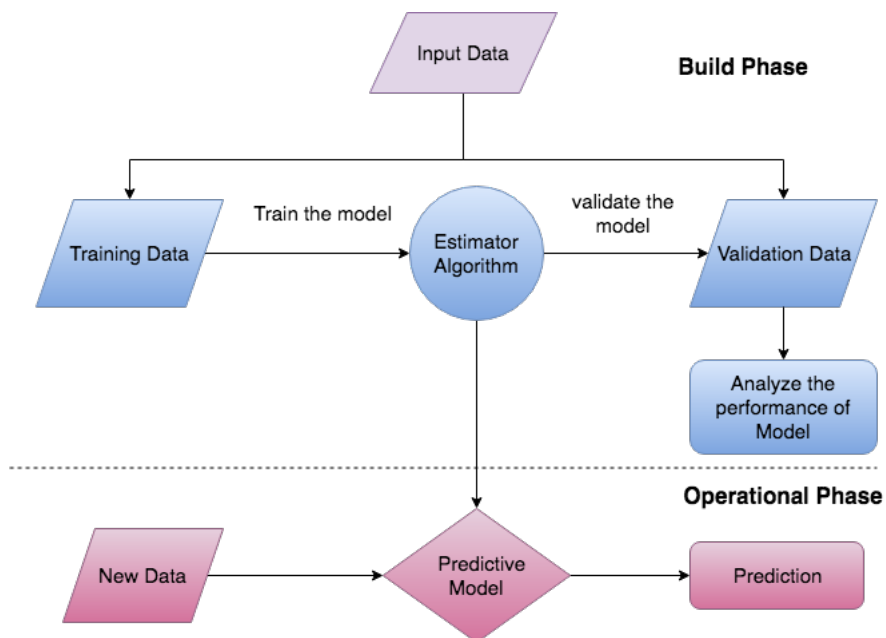 Input Data
Build Phase
Train the model
validate the
model
Training Data
Estimator
Algorithm
Validation Data
Analyze the
performance of
Model
Operational Phase
New Data
Predictive
Model
Prediction